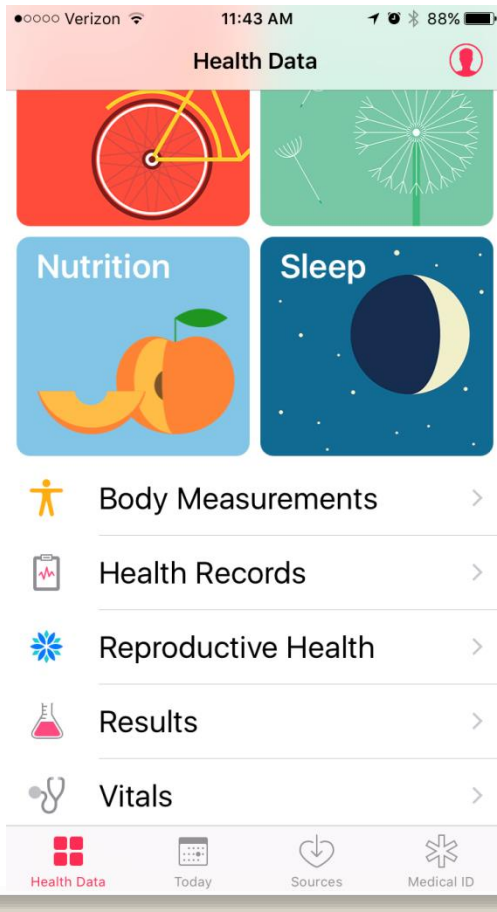 Verizon 11:43 AM 88%
Health Data
Nutrition
Sleep
Body Measurements
Health Records
Reproductive Health
Results
Vitals
Health Data
Today
Sources
Medical ID